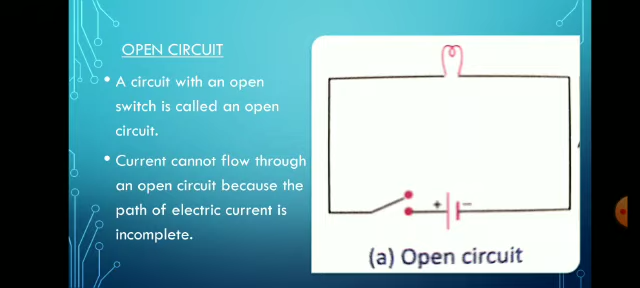 OPEN CIRCUIT
• A circuit with an open
switch is called an open
circuit.
• Current cannot flow through
an open circuit because the
path of electric current is
incomplete.
+ −
(a) Open circuit